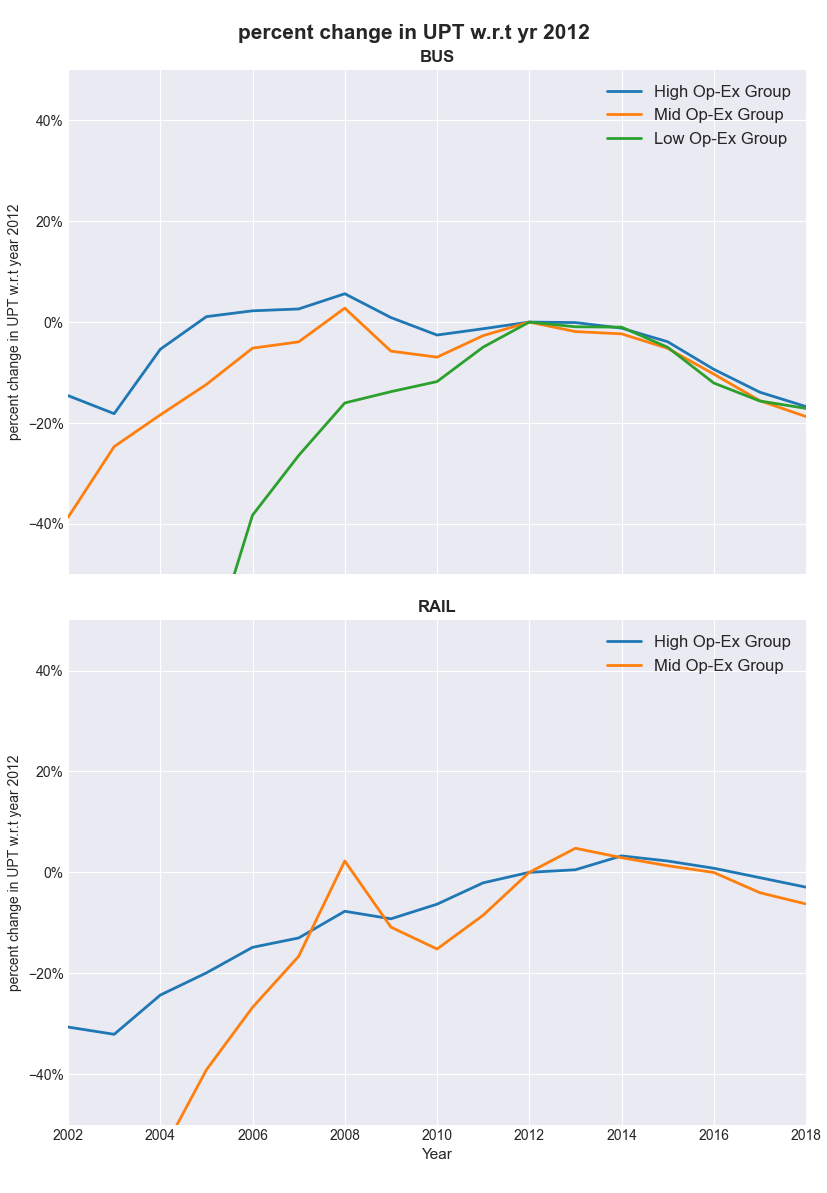 percent change in UPT w.r.t yr 2012
BUS
High Op-Ex Group
Mid Op-Ex Group
Low Op-Ex Group
40%
20%
0%
−20%
−40%
percent change in UPT w.r.t year 2012
RAIL
High Op-Ex Group
Mid Op-Ex Group
40%
20%
0%
−20%
−40%
percent change in UPT w.r.t year 2012
2002 2004 2006 2008 2010 2012 2014 2016 2018
Year